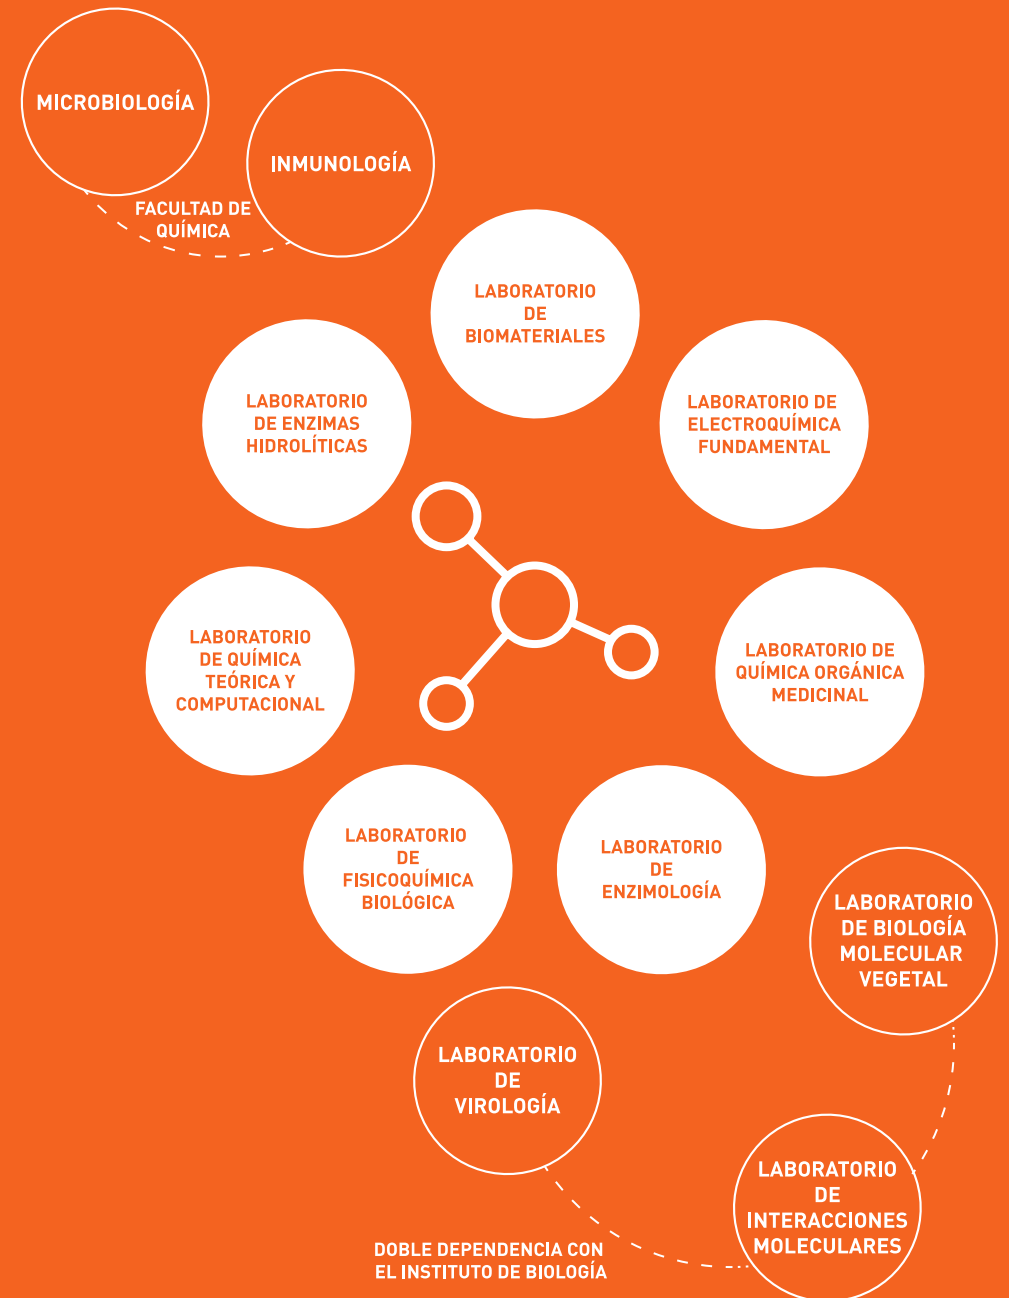 MICROBIOLOGÍA
INMUNOLOGÍA
FACULTAD DE
QUÍMICA
LABORATORIO
DE
BIOMATERIALES
LABORATORIO
DE ENZIMAS
HIDROLÍTICAS
LABORATORIO DE
ELECTROQUÍMICA
FUNDAMENTAL
LABORATORIO
DE QUÍMICA
TEÓRICA Y
COMPUTACIONAL
LABORATORIO DE
QUÍMICA ORGÁNICA
MEDICINAL
LABORATORIO
DE
FISICOQUÍMICA
BIOLÓGICA
LABORATORIO
DE
ENZIMOLOGÍA
LABORATORIO
DE BIOLOGÍA
MOLECULAR
VEGETAL
LABORATORIO
DE
VIROLOGÍA
LABORATORIO
DE
INTERACCIONES
MOLECULARES
DOBLE DEPENDENCIA CON
EL INSTITUTO DE BIOLOGÍA